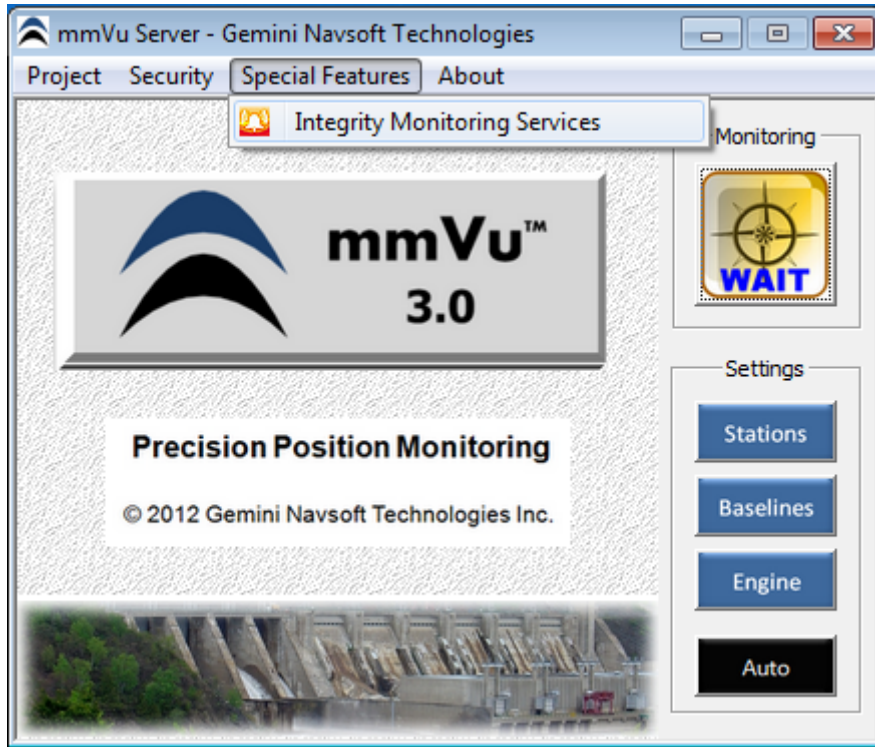 mmVu Server - Gemini Navsoft Technologies
Project Security Special Features About
Integrity Monitoring Services
Monitoring
WAIT
mmVu™
3.0
Settings
Stations
Precision Position Monitoring
Baselines
© 2012 Gemini Navsoft Technologies Inc.
Engine
Auto